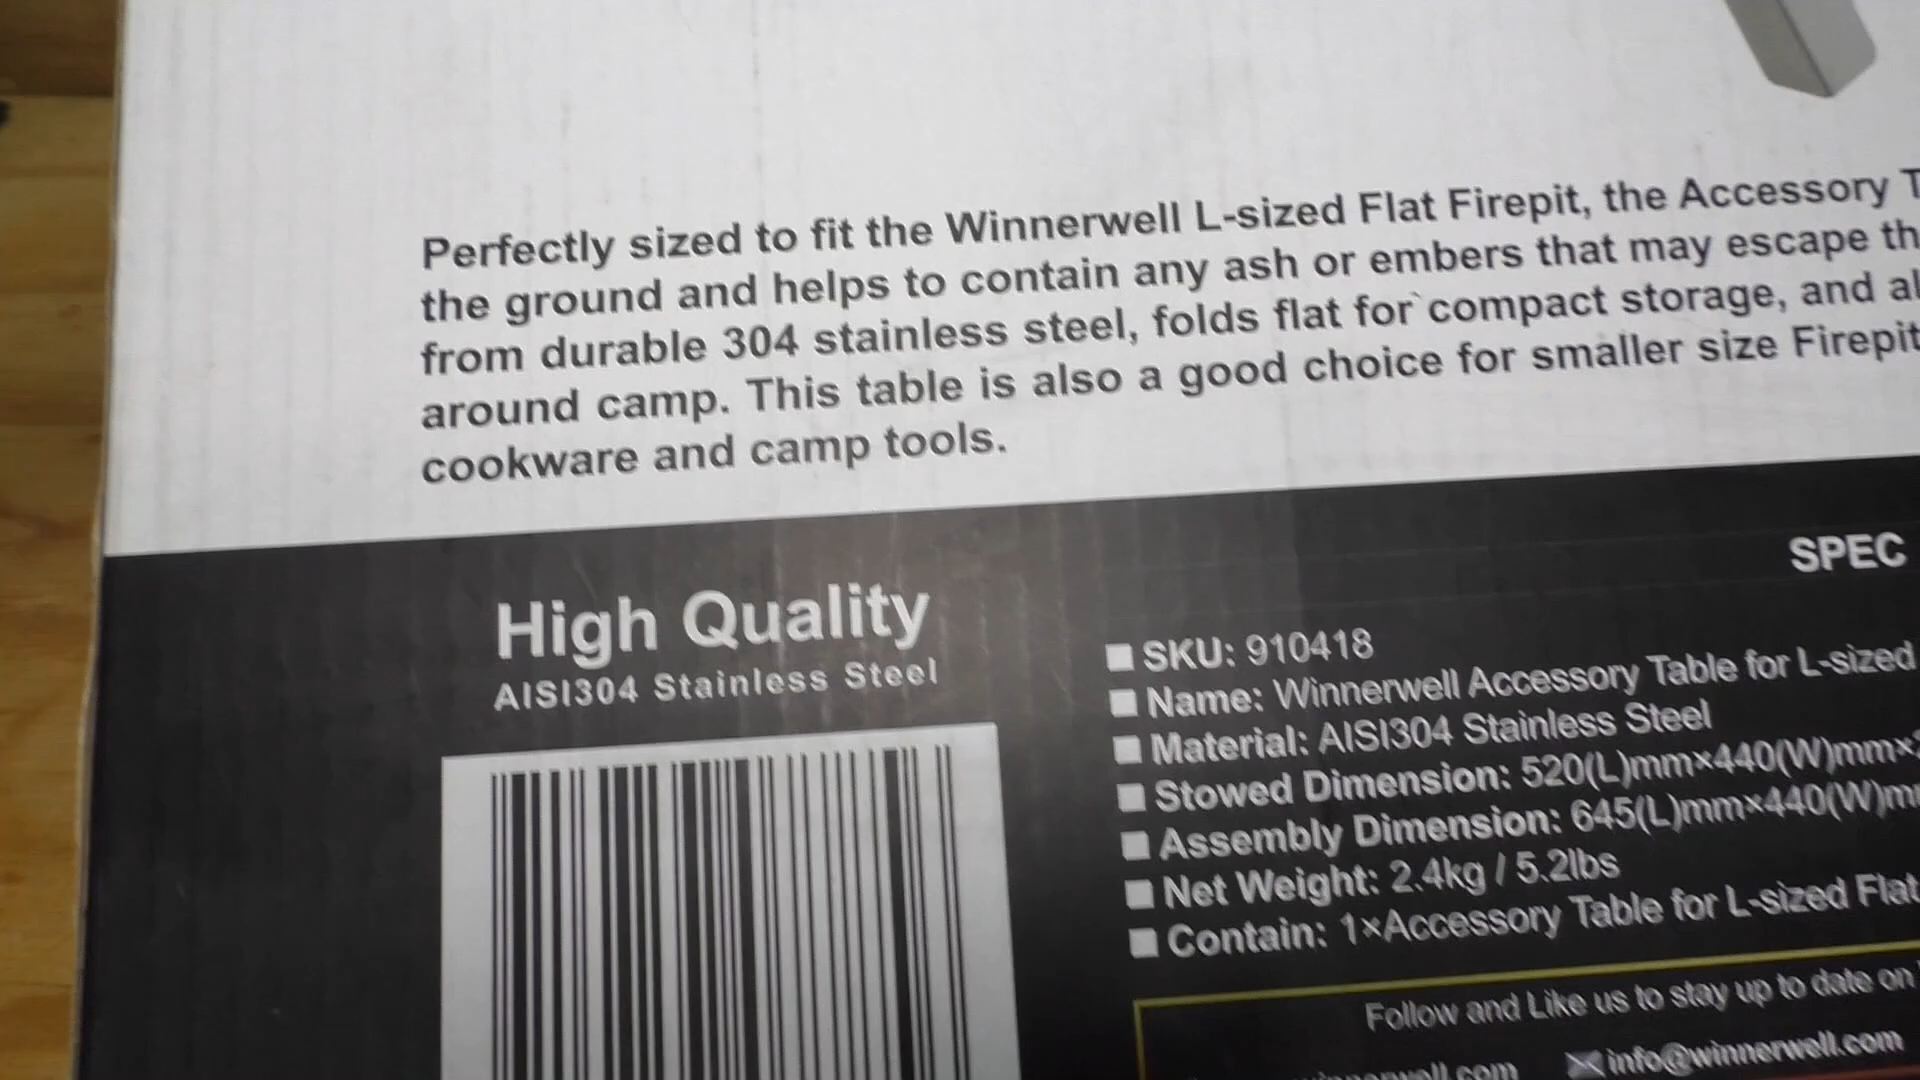 Perfectly sized to fit the Winnerwell L-sized Flat Firepit, the Accessory
the ground and helps to contain any ash or embers that may escape
from durable 304 stainless steel, folds flat for compact storage, and
around camp. This table is also a good choice for smaller size Firepit
cookware and camp tools.
High Quality
AISI304 Stainless Steel
SPEC
■ SKU: 910418
■ Name: Winnerwell Accessory Table for L-sized
■ Material: AISI304 Stainless Steel
■ Stowed Dimension: 520(L)mm×440(W)mm×
■ Assembly Dimension: 645(L)mm×440(W)m
■ Net Weight: 2.4kg / 5.2lbs
■ Contain: 1×Accessory Table for L-sized Flat
Follow and Like us to stay up to date on
info@winnerwell.com